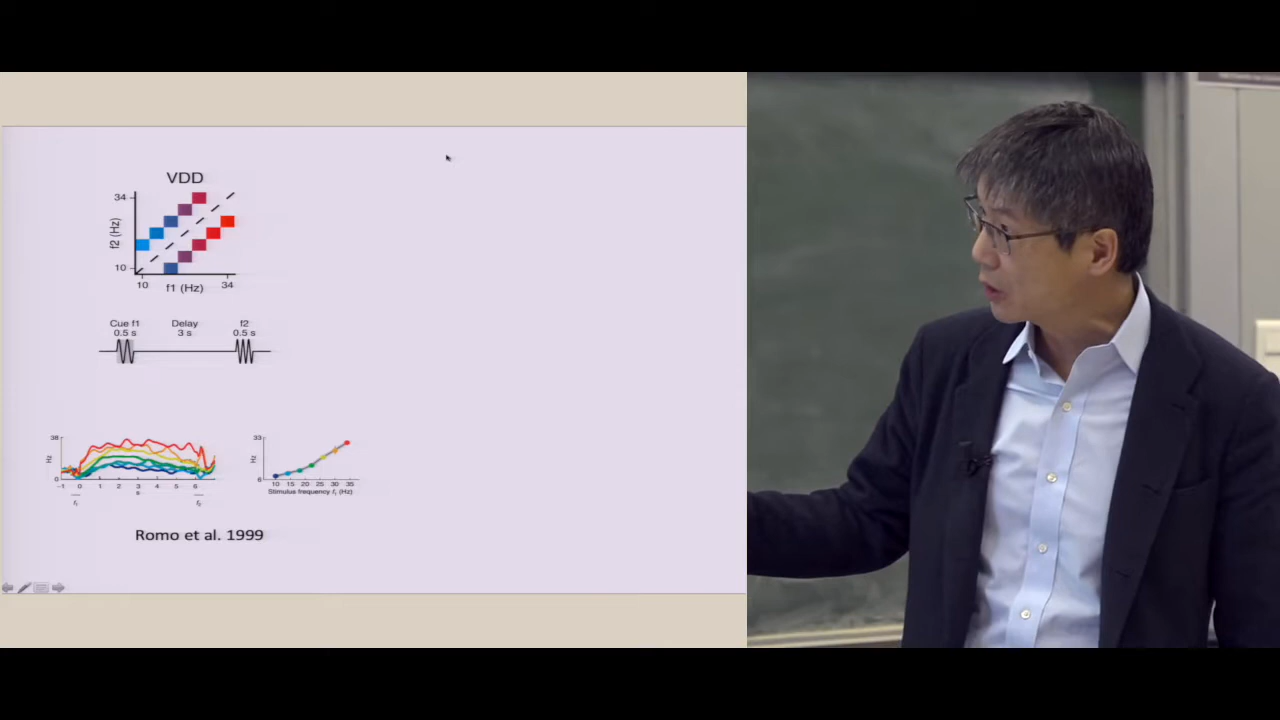 VDD
34
f2 (Hz)
10
10 34
f1 (Hz)
Cue f1 Delay f2
0.5 s 3 s 0.5 s
38
Hz
0
-1 0 1 2 3 4 5 6
s
f1 f2
33
Hz
6
10 15 20 25 30 35
Stimulus frequency f1 (Hz)
Romo et al. 1999